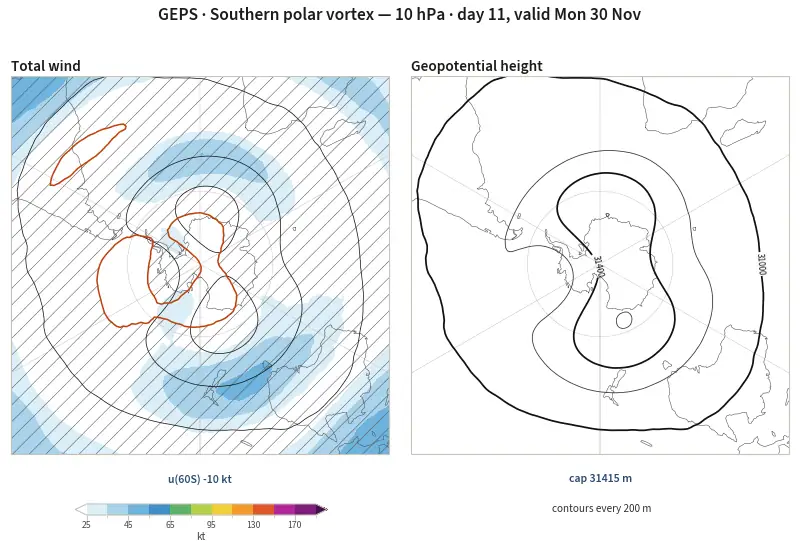 GEPS · Southern polar vortex — 10 hPa · day 11, valid Mon 30 Nov
Total wind
Geopotential height
31400
31000
u(60S) -10 kt
cap 31415 m
contours every 200 m
25 45 65 95 130 170
kt